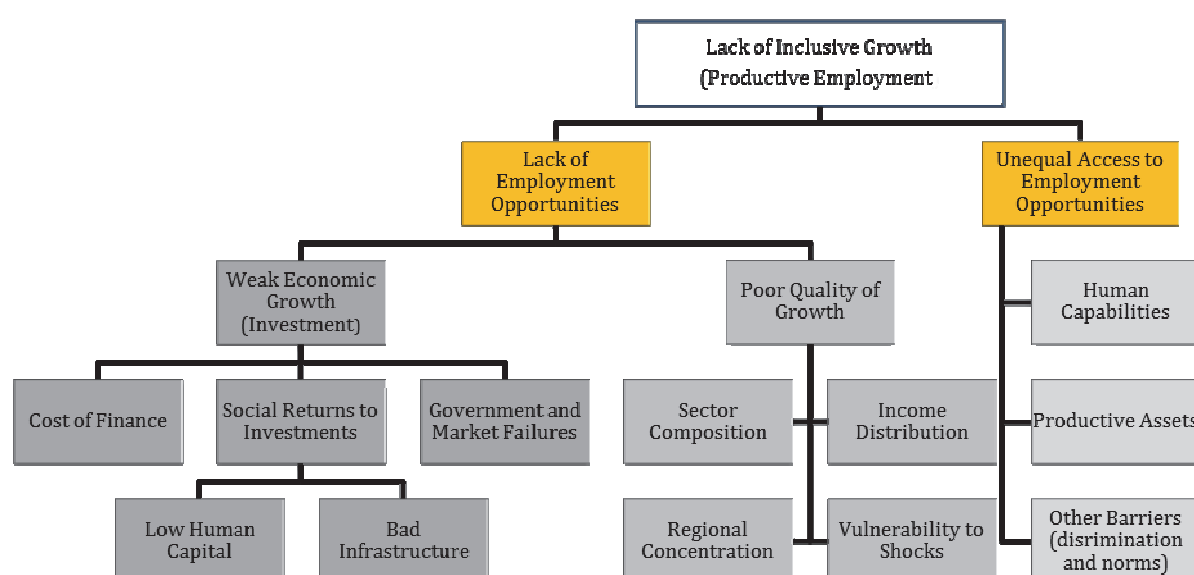 Lack of Inclusive Growth
(Productive Employment
Lack of
Employment
Opportunities
Unequal Access to
Employment
Opportunities
Weak Economic
Growth
(Investment)
Poor Quality of
Growth
Human
Capabilities
Cost of Finance
Social Returns to
Investments
Government and
Market Failures
Sector
Composition
Income
Distribution
Productive Assets
Low Human
Capital
Bad
Infrastructure
Regional
Concentration
Vulnerability to
Shocks
Other Barriers
(disrimination
and norms)